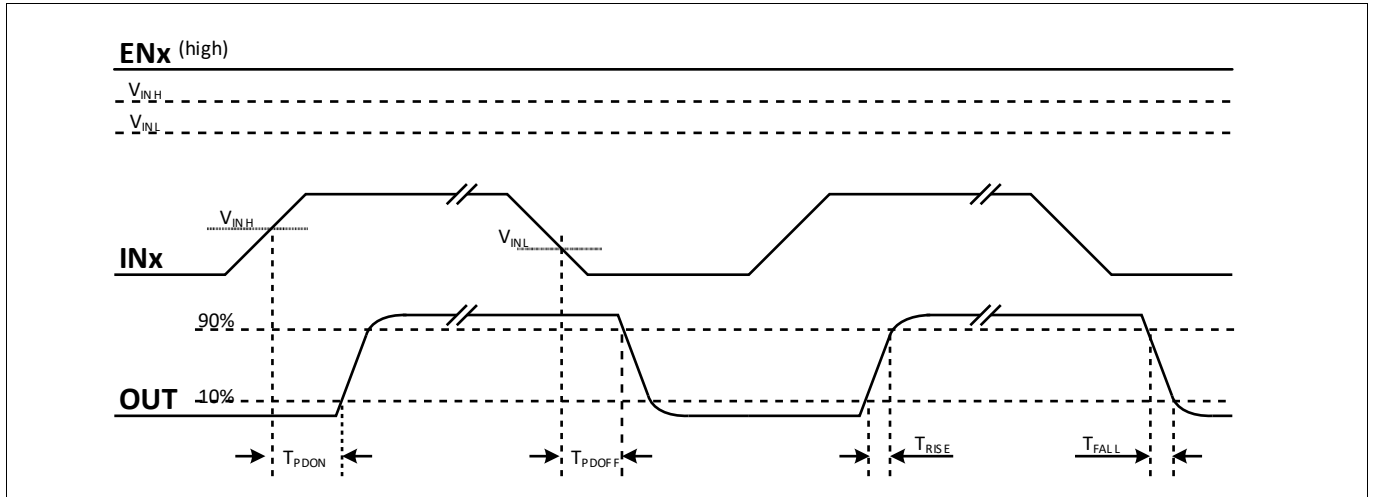 ENx (high)
VINH
VINL
VINH
VINL
INx
90%
OUT 10%
TPDON TPDOFF TRISE TFALL